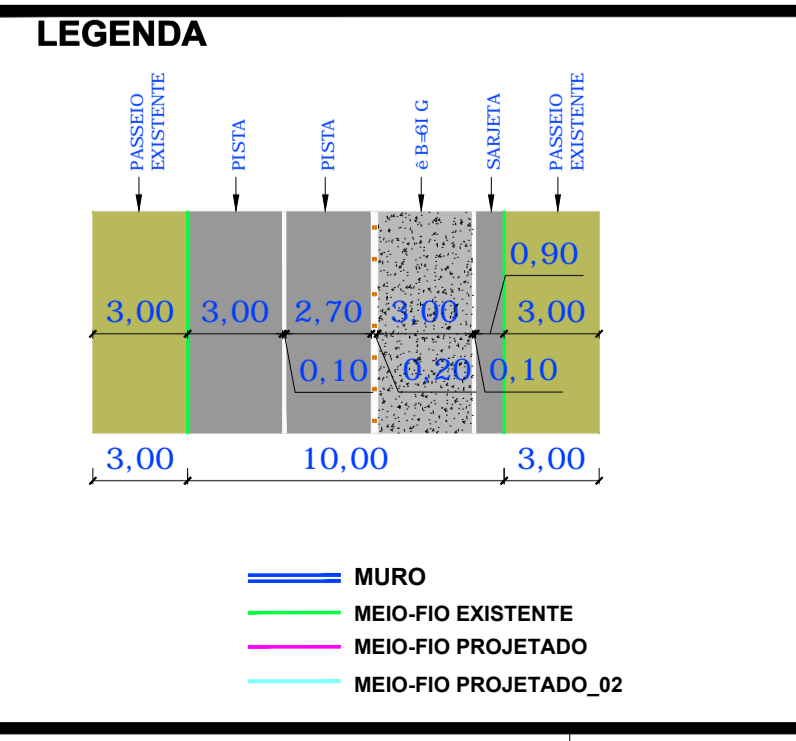 LEGENDA
PASSEIO
EXISTENTE
PISTA
PISTA
ê B=6I G
SARJETA
PASSEIO
EXISTENTE
0,90
3,00 3,00 2,70 3,00 3,00
0,10 0,20 0,10
3,00 10,00 3,00
MURO
MEIO-FIO EXISTENTE
MEIO-FIO PROJETADO
MEIO-FIO PROJETADO_02